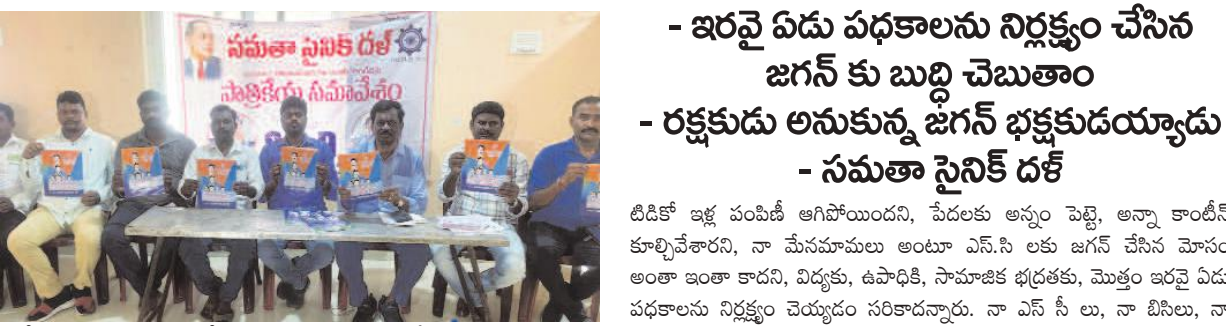 సమతా సైనిక్ దళ్
పాత్రికేయ సమావేశం
- ఇరవై ఏడు పధకాలను నిర్లక్ష్యం చేసిన
జగన్ కు బుద్ధి చెబుతాం
- రక్షకుడు అనుకున్న జగన్ భక్షకుడయ్యాడు
- సమతా సైనిక్ దళ్
టిడికో ఇళ్ల పంపిణీ ఆగిపోయిందని, పేదలకు అన్నం పెట్టె, అన్నా కాంటీన్
కూల్చివేశారని, నా మేనమామలు అంటూ ఎస్.సి లకు జగన్ చేసిన మోసం
అంతా ఇంతా కాదని, విద్యకు, ఉపాధికి, సామాజిక భద్రతకు, మొత్తం ఇరవై ఏడు
పధకాలను నిర్లక్ష్యం చెయ్యడం సరికాదన్నారు. నా ఎస్ సీ లు, నా బిసిలు, నా